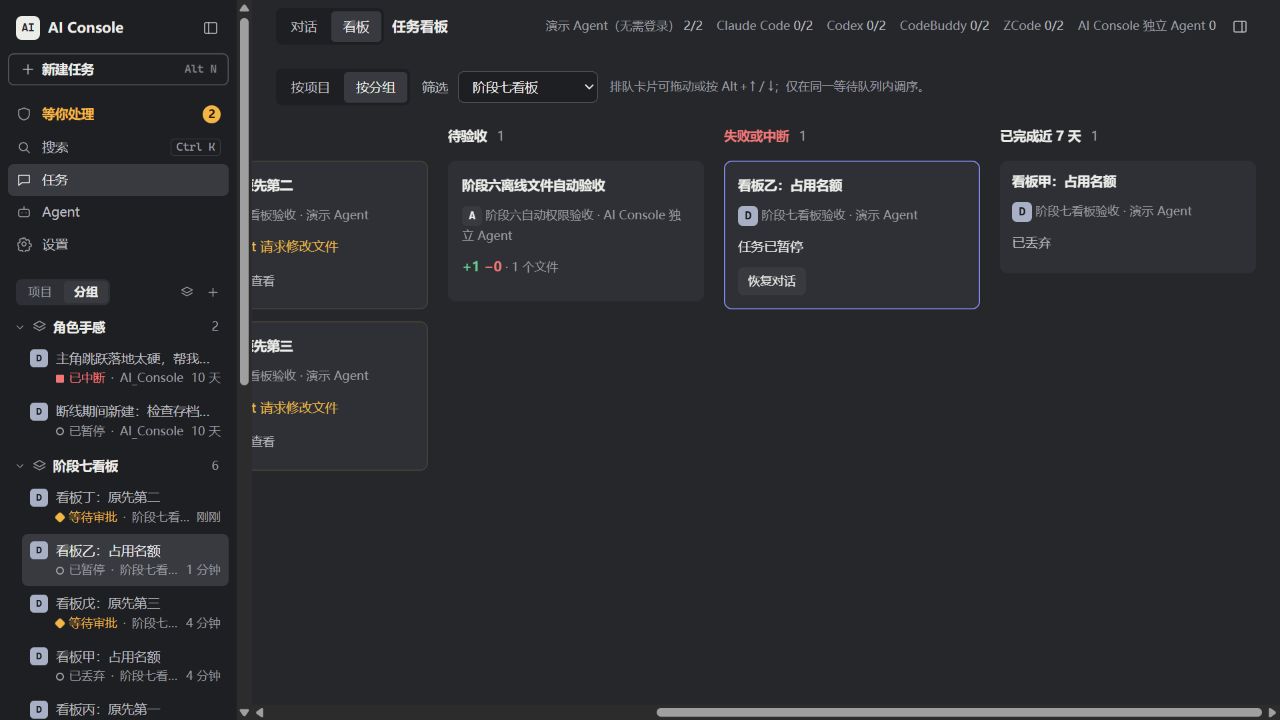 AI AI Console
新建任务 Alt N
等你处理 2
搜索 Ctrl K
任务
Agent
设置
项目 分组
角色手感 2
D 主角跳跃落地太硬，帮我...
已中断 · AI_Console 10 天
D 断线期间新建：检查存档...
已暂停 · AI_Console 10 天
阶段七看板 6
D 看板丁：原先第二
等待审批 · 阶段七看... 刚刚
D 看板乙：占用名额
已暂停 · 阶段七看... 1 分钟
D 看板戊：原先第三
等待审批 · 阶段七... 4 分钟
D 看板甲：占用名额
已丢弃 · 阶段七看... 4 分钟
D 看板丙：原先第一
对话 看板 任务看板 演示 Agent（无需登录） 2/2 Claude Code 0/2 Codex 0/2 CodeBuddy 0/2 ZCode 0/2 AI Console 独立 Agent 0
按项目 按分组 筛选 阶段七看板 排队卡片可拖动或按 Alt + ↑ / ↓；仅在同一等待队列内调序。
先第二
看板验收 · 演示 Agent
t 请求修改文件
查看
先第三
看板验收 · 演示 Agent
t 请求修改文件
查看
待验收 1
阶段六离线文件自动验收
A 阶段六自动权限验收 · AI Console 独
立 Agent
+1 −0 · 1 个文件
失败或中断 1
看板乙：占用名额
D 阶段七看板验收 · 演示 Agent
任务已暂停
恢复对话
已完成近 7 天 1
看板甲：占用名额
D 阶段七看板验收 · 演示 Agent
已丢弃